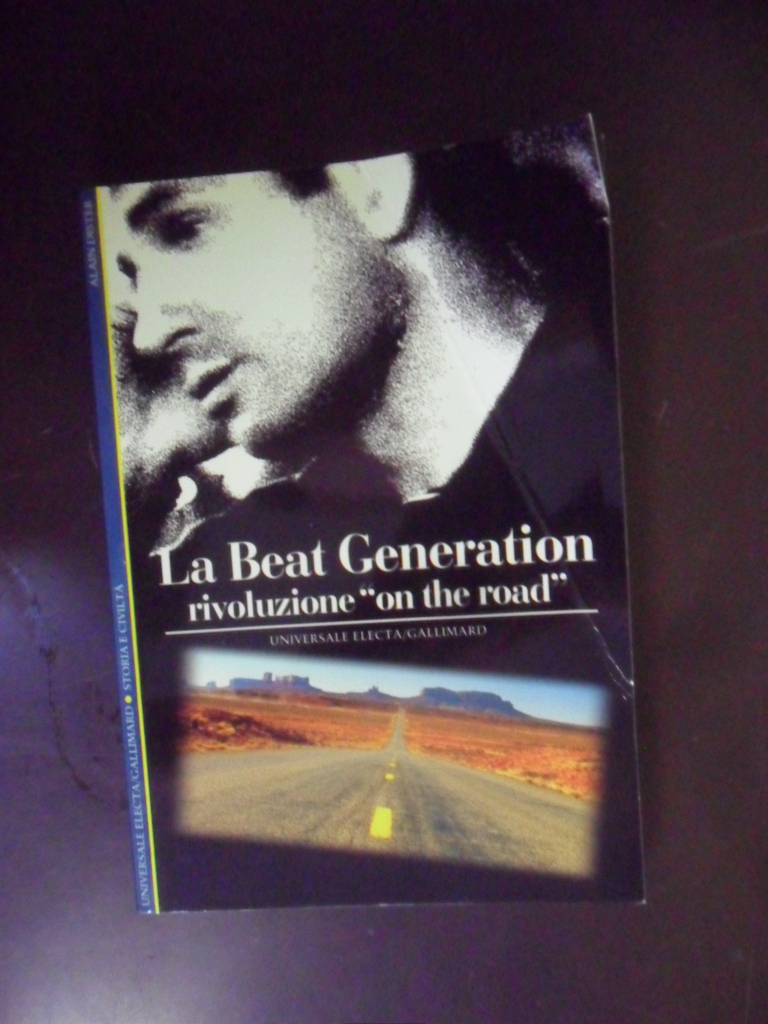 La Beat Generation
rivoluzione “on the road”
UNIVERSALE ELECTA/GALLIMARD
ALAIN DISTER
UNIVERSALE ELECTA/GALLIMARD ● STORIA E CIVILTÀ